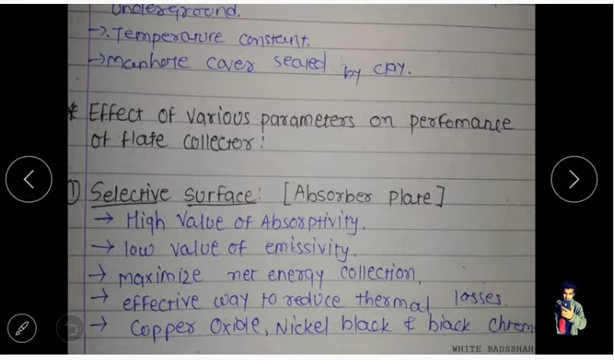 underground.
→ Temperature constant.
→ manhote cover sealed by clay.
* Effect of various parameters on perfomance
of flate collector:
① Selective surface: [Absorber plate]
→ High value of Absorptivity.
→ low value of emissivity.
→ maximize net energy collection.
→ effective way to reduce thermal losses.
→ Copper Oxible, Nickel black & black chrom
WHITE BADSSHAH